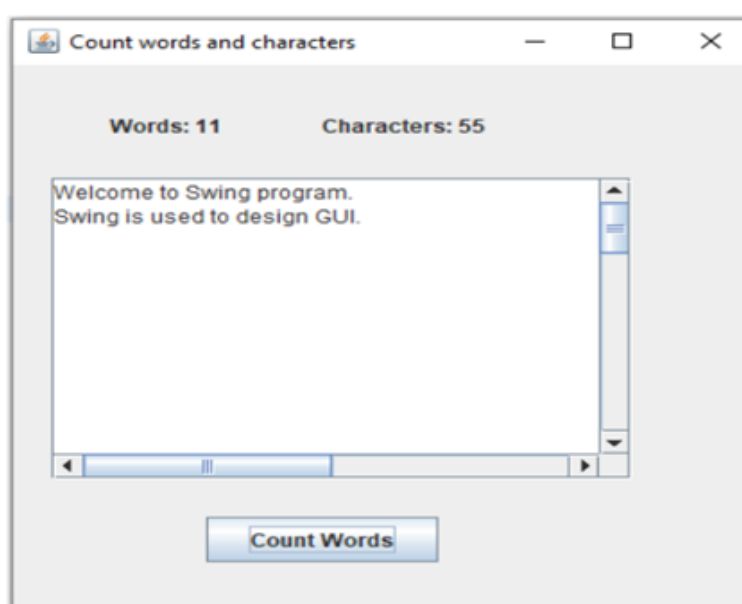 Count words and characters
Words: 11 Characters: 55
Welcome to Swing program.
Swing is used to design GUI.
Count Words